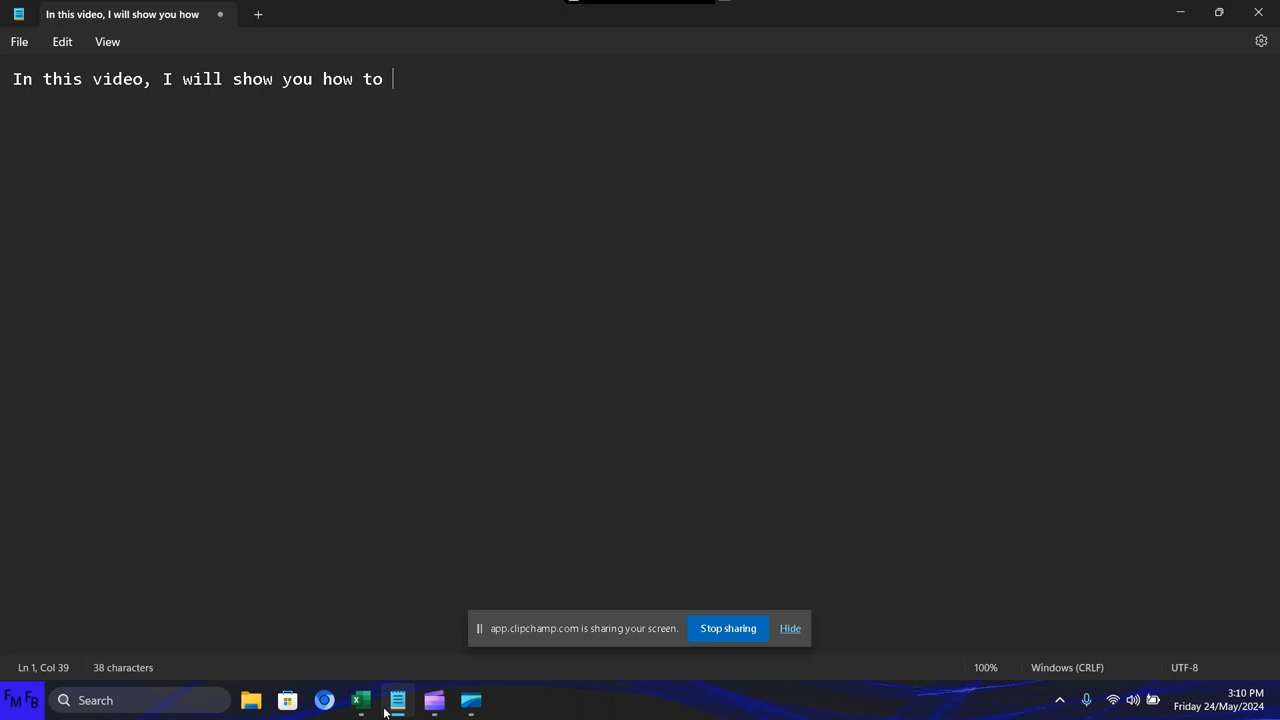 In this video, I will show you how
File Edit View
In this video, I will show you how to
app.clipchamp.com is sharing your screen. Stop sharing Hide
Ln 1, Col 39 38 characters 100% Windows (CRLF) UTF-8
FMFB Search 3:10 PM
Friday 24/May/2024